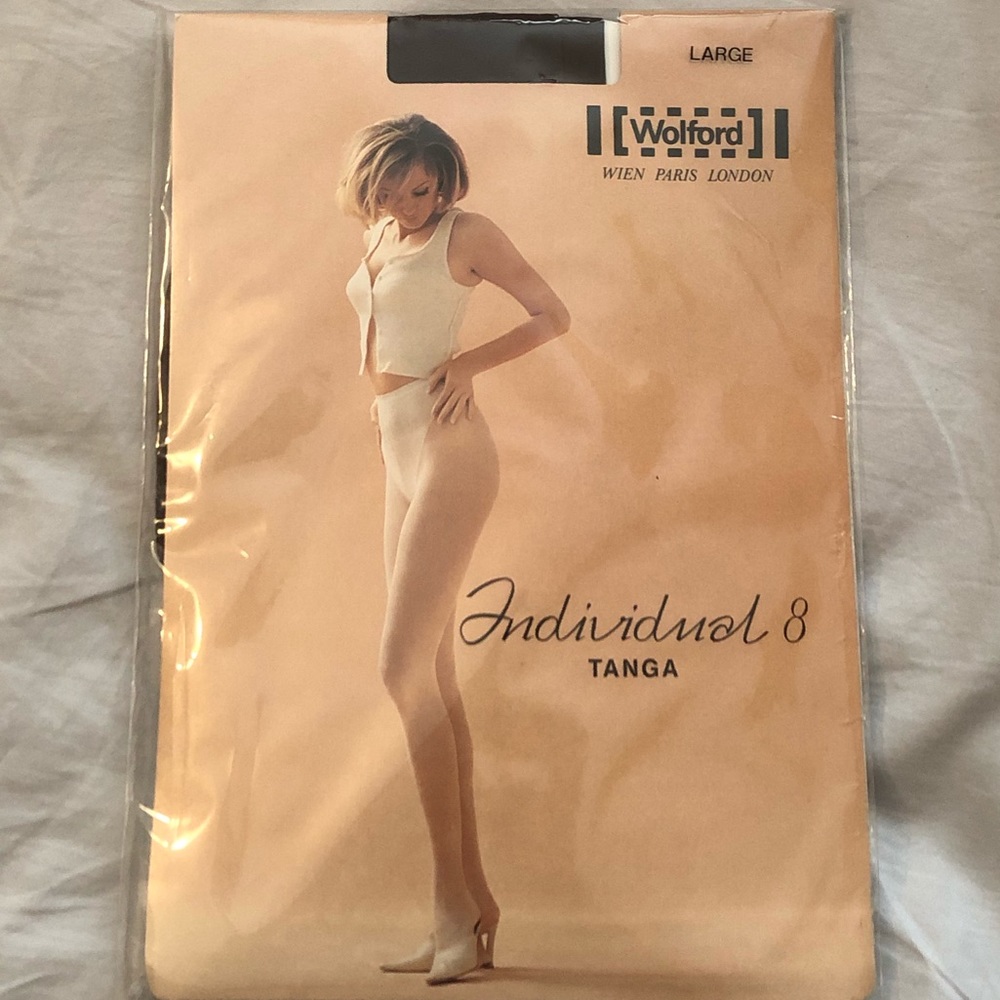 LARGE
Wolford
WIEN PARIS LONDON
Individual 8
TANGA